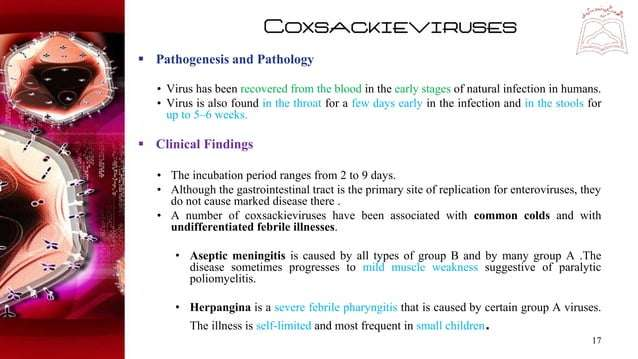 Coxsackieviruses
▪ Pathogenesis and Pathology
• Virus has been recovered from the blood in the early stages of natural infection in humans.
• Virus is also found in the throat for a few days early in the infection and in the stools for
up to 5–6 weeks.
▪ Clinical Findings
• The incubation period ranges from 2 to 9 days.
• Although the gastrointestinal tract is the primary site of replication for enteroviruses, they
do not cause marked disease there .
• A number of coxsackieviruses have been associated with common colds and with
undifferentiated febrile illnesses.
• Aseptic meningitis is caused by all types of group B and by many group A .The
disease sometimes progresses to mild muscle weakness suggestive of paralytic
poliomyelitis.
• Herpangina is a severe febrile pharyngitis that is caused by certain group A viruses.
The illness is self-limited and most frequent in small children.
17